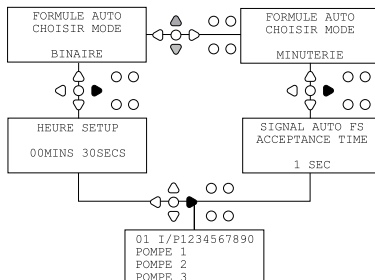 FORMULE AUTO
CHOISIR MODE
BINAIRE
FORMULE AUTO
CHOISIR MODE
MINUTERIE
HEURE SETUP
00MINS 30SECS
SIGNAL AUTO FS
ACCEPTANCE TIME
1 SEC
01 I/P1234567890
POMPE 1
POMPE 2
POMPE 3